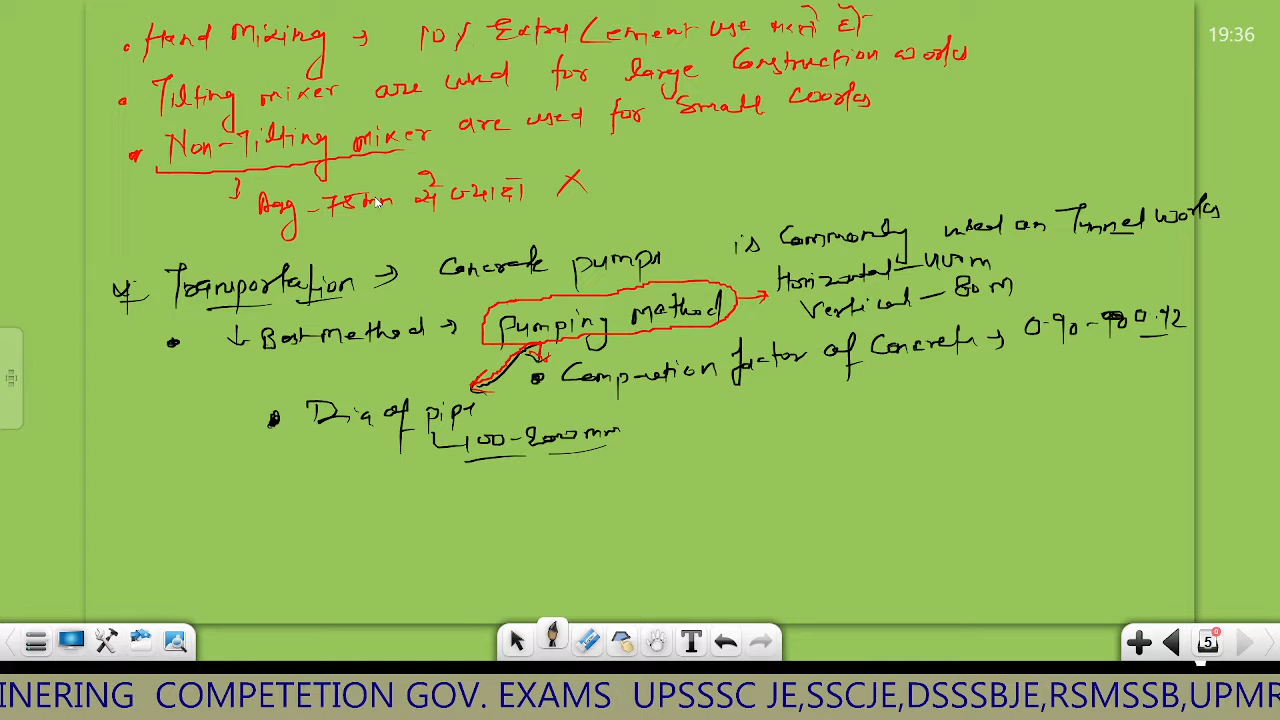 19:36
• Hand Mixing → 10% Extra Cement use करते है
• Tilting mixer are used for large Construction works
• Non-Tilting mixer are used for Small works
Agg - 75mm से ज्यादा ×
* Transportation → Concrete pumps is Commonly used on Tunnel works
• ↓ Best Method → Pumping Method → Horizontal - 400m
Vertical - 80 m
• Compaction factor of Concrete → 0.90 - 0.92
• Dia of pipe
100-200mm
INERING COMPETETION GOV. EXAMS UPSSSC JE,SSCJE,DSSSBJE,RSMSSB,UPMR